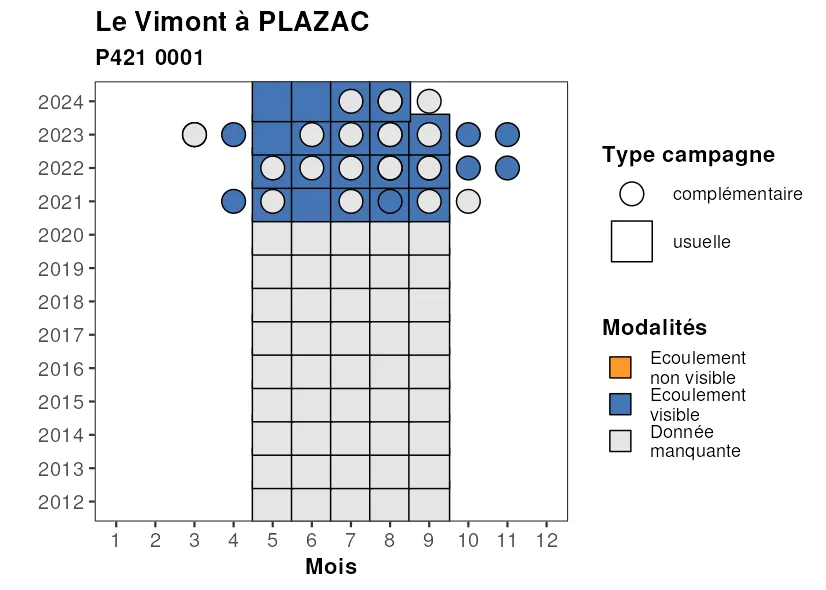 Le Vimont à PLAZAC
P421 0001
2024
2023
2022
2021
2020
2019
2018
2017
2016
2015
2014
2013
2012
1 2 3 4 5 6 7 8 9 10 11 12
Mois
Type campagne
complémentaire
usuelle
Modalités
Ecoulement
non visible
Ecoulement
visible
Donnée
manquante